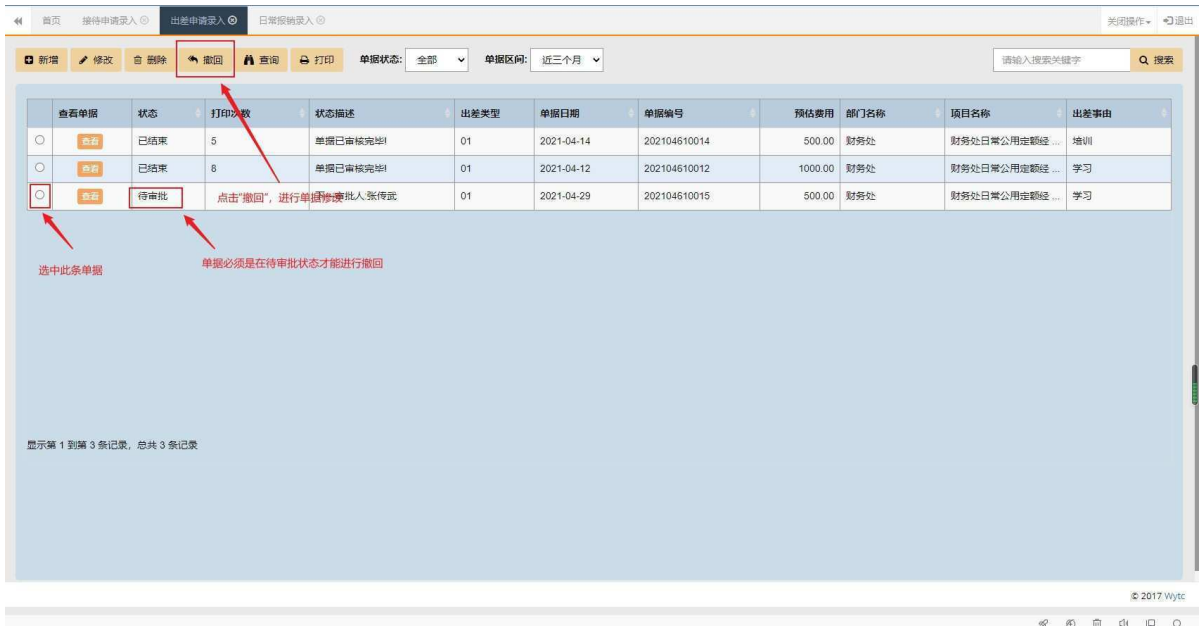 首页 接待申请录入 出差申请录入 日常报销录入 关闭操作 退出
新增 修改 删除 撤回 查询 打印 单据状态: 全部 单据区间: 近三个月 请输入搜索关键字 搜索
查看单据 状态 打印次数 状态描述 出差类型 单据日期 单据编号 预估费用 部门名称 项目名称 出差事由
查看 已结束 5 单据已审核完毕! 01 2021-04-14 202104610014 500.00 财务处 财务处日常公用定额经 ... 培训
查看 已结束 8 单据已审核完毕! 01 2021-04-12 202104610012 1000.00 财务处 财务处日常公用定额经 ... 学习
查看 待审批 审批人:张传武 01 2021-04-29 202104610015 500.00 财务处 财务处日常公用定额经 ... 学习
点击"撤回"，进行单据修改
选中此条单据
单据必须是在待审批状态才能进行撤回
显示第 1 到第 3 条记录，总共 3 条记录
© 2017 Wytc